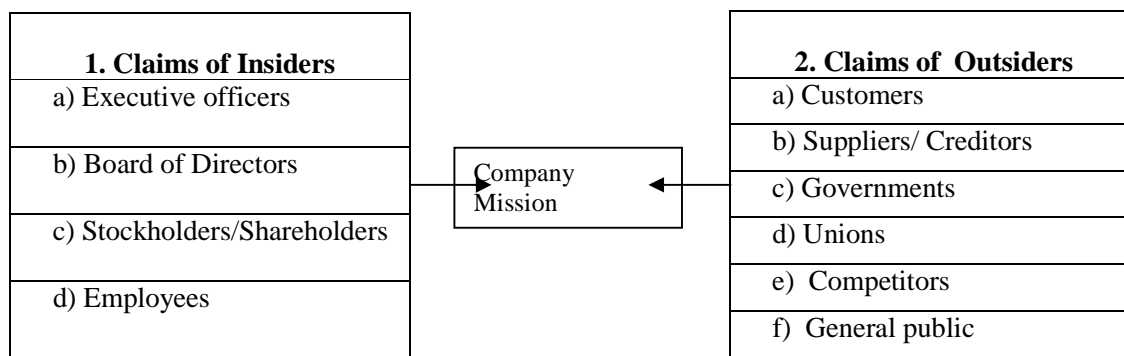 1. Claims of Insiders
a) Executive officers
b) Board of Directors
c) Stockholders/Shareholders
d) Employees
Company
Mission
2. Claims of  Outsiders
a) Customers
b) Suppliers/ Creditors
c) Governments
d) Unions
e)  Competitors
f)  General public